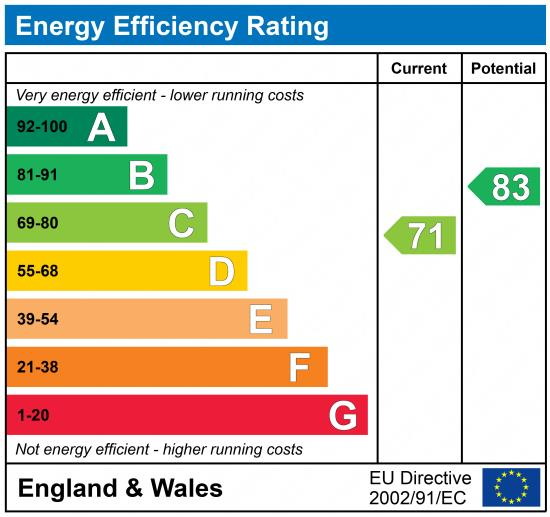 Energy Efficiency Rating
Current Potential
Very energy efficient - lower running costs
92-100 A
81-91 B
83
69-80 C
71
55-68 D
39-54 E
21-38 F
1-20 G
Not energy efficient - higher running costs
England & Wales
EU Directive
2002/91/EC